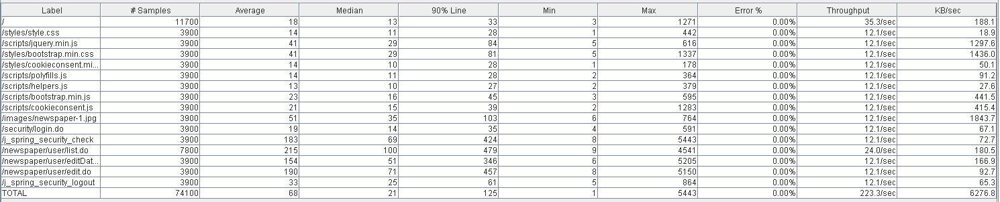 Label # Samples Average Median 90% Line Min Max Error % Throughput KB/sec
/ 11700 18 13 33 3 1271 0.00% 35.3/sec 188.1
/styles/style.css 3900 14 11 28 1 442 0.00% 12.1/sec 18.9
/scripts/jquery.min.js 3900 41 29 84 5 616 0.00% 12.1/sec 1297.6
/styles/bootstrap.min.css 3900 41 29 81 5 1337 0.00% 12.1/sec 1436.0
/styles/cookieconsent.mi... 3900 14 10 28 1 178 0.00% 12.1/sec 50.1
/scripts/polyfills.js 3900 14 11 28 2 364 0.00% 12.1/sec 91.2
/scripts/helpers.js 3900 13 10 27 2 379 0.00% 12.1/sec 27.6
/scripts/bootstrap.min.js 3900 23 16 45 3 595 0.00% 12.1/sec 441.5
/scripts/cookieconsent.js 3900 21 15 39 2 1283 0.00% 12.1/sec 415.4
/images/newspaper-1.jpg 3900 51 35 103 6 764 0.00% 12.1/sec 1843.7
/security/login.do 3900 19 14 35 4 591 0.00% 12.1/sec 67.1
/j_spring_security_check 3900 183 69 424 8 5443 0.00% 12.1/sec 72.7
/newspaper/user/list.do 7800 215 100 479 9 4541 0.00% 24.0/sec 180.5
/newspaper/user/editDat... 3900 154 51 346 6 5205 0.00% 12.1/sec 166.9
/newspaper/user/edit.do 3900 190 71 457 8 5150 0.00% 12.1/sec 92.7
/j_spring_security_logout 3900 33 25 61 5 864 0.00% 12.1/sec 65.3
TOTAL 74100 68 21 125 1 5443 0.00% 223.3/sec 6276.8